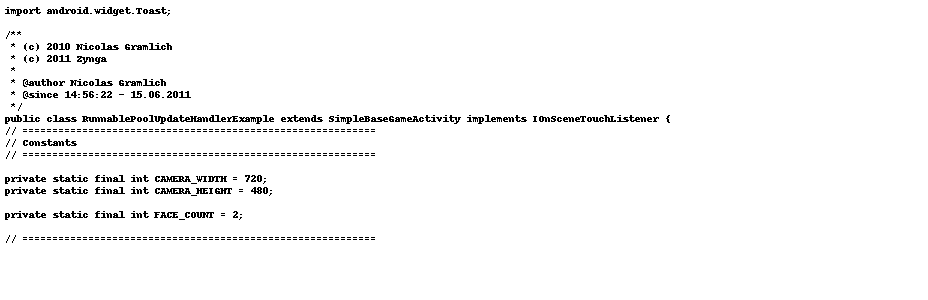 import android.widget.Toast;
/**
* (c) 2010 Nicolas Gramlich
* (c) 2011 Zynga
*
* @author Nicolas Gramlich
* @since 14:56:22 - 15.06.2011
*/
public class RunnablePoolUpdateHandlerExample extends SimpleBaseGameActivity implements IOnSceneTouchListener {
// ===========================================================
// Constants
// ===========================================================
private static final int CAMERA_WIDTH = 720;
private static final int CAMERA_HEIGHT = 480;
private static final int FACE_COUNT = 2;
// ===========================================================